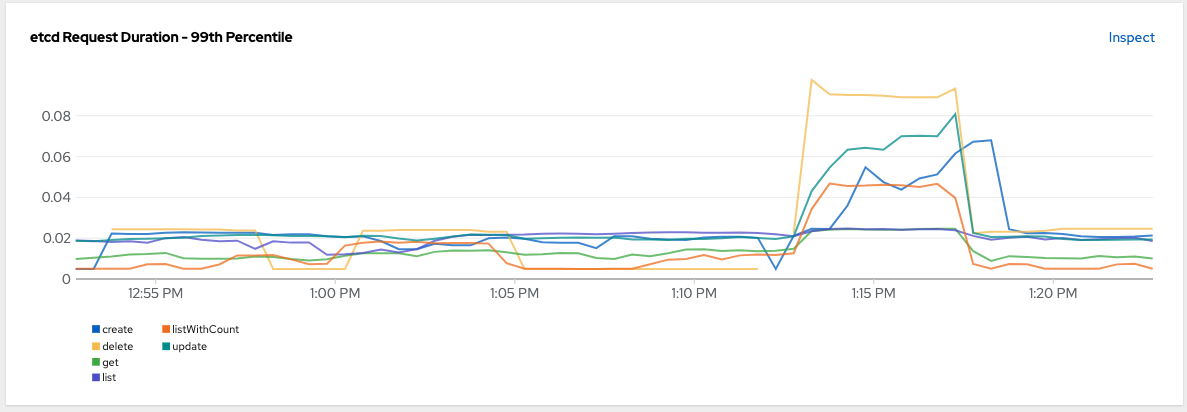 etcd Request Duration - 99th Percentile
Inspect
0.08
0.06
0.04
0.02
0
12:55 PM 1:00 PM 1:05 PM 1:10 PM 1:15 PM 1:20 PM
create listWithCount
delete update
get
list